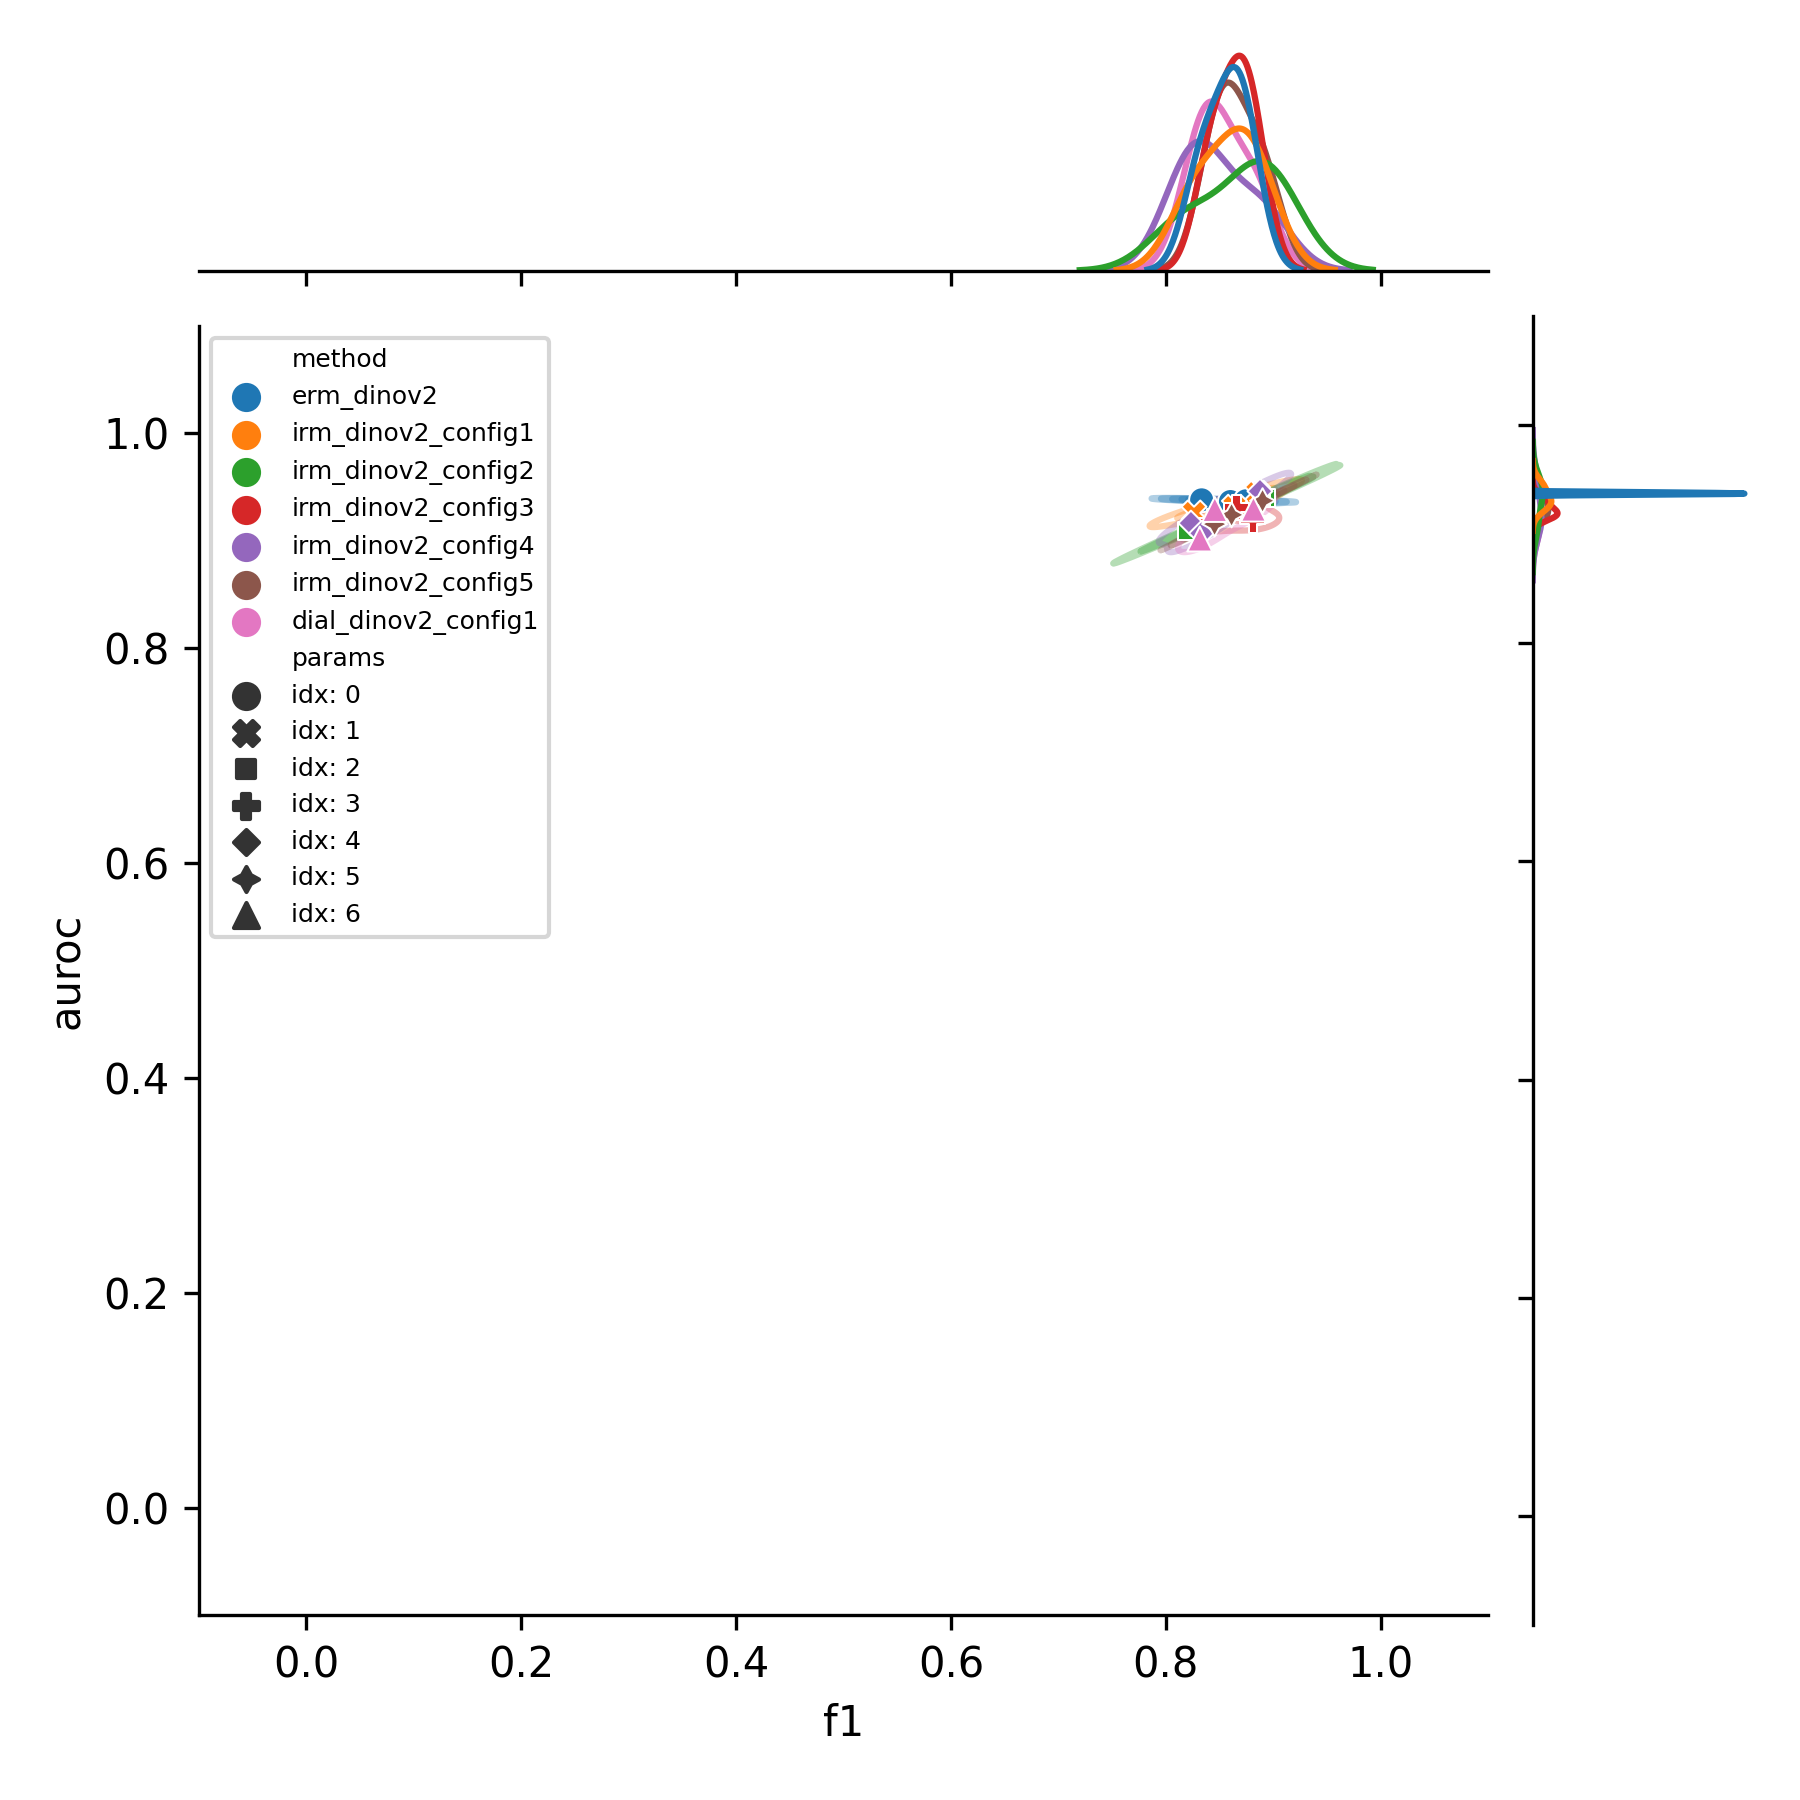 method
erm_dinov2
irm_dinov2_config1
irm_dinov2_config2
irm_dinov2_config3
irm_dinov2_config4
irm_dinov2_config5
dial_dinov2_config1
params
idx: 0
idx: 1
idx: 2
idx: 3
idx: 4
idx: 5
idx: 6
1.0
0.8
0.6
0.4
0.2
0.0
auroc
0.0 0.2 0.4 0.6 0.8 1.0
f1